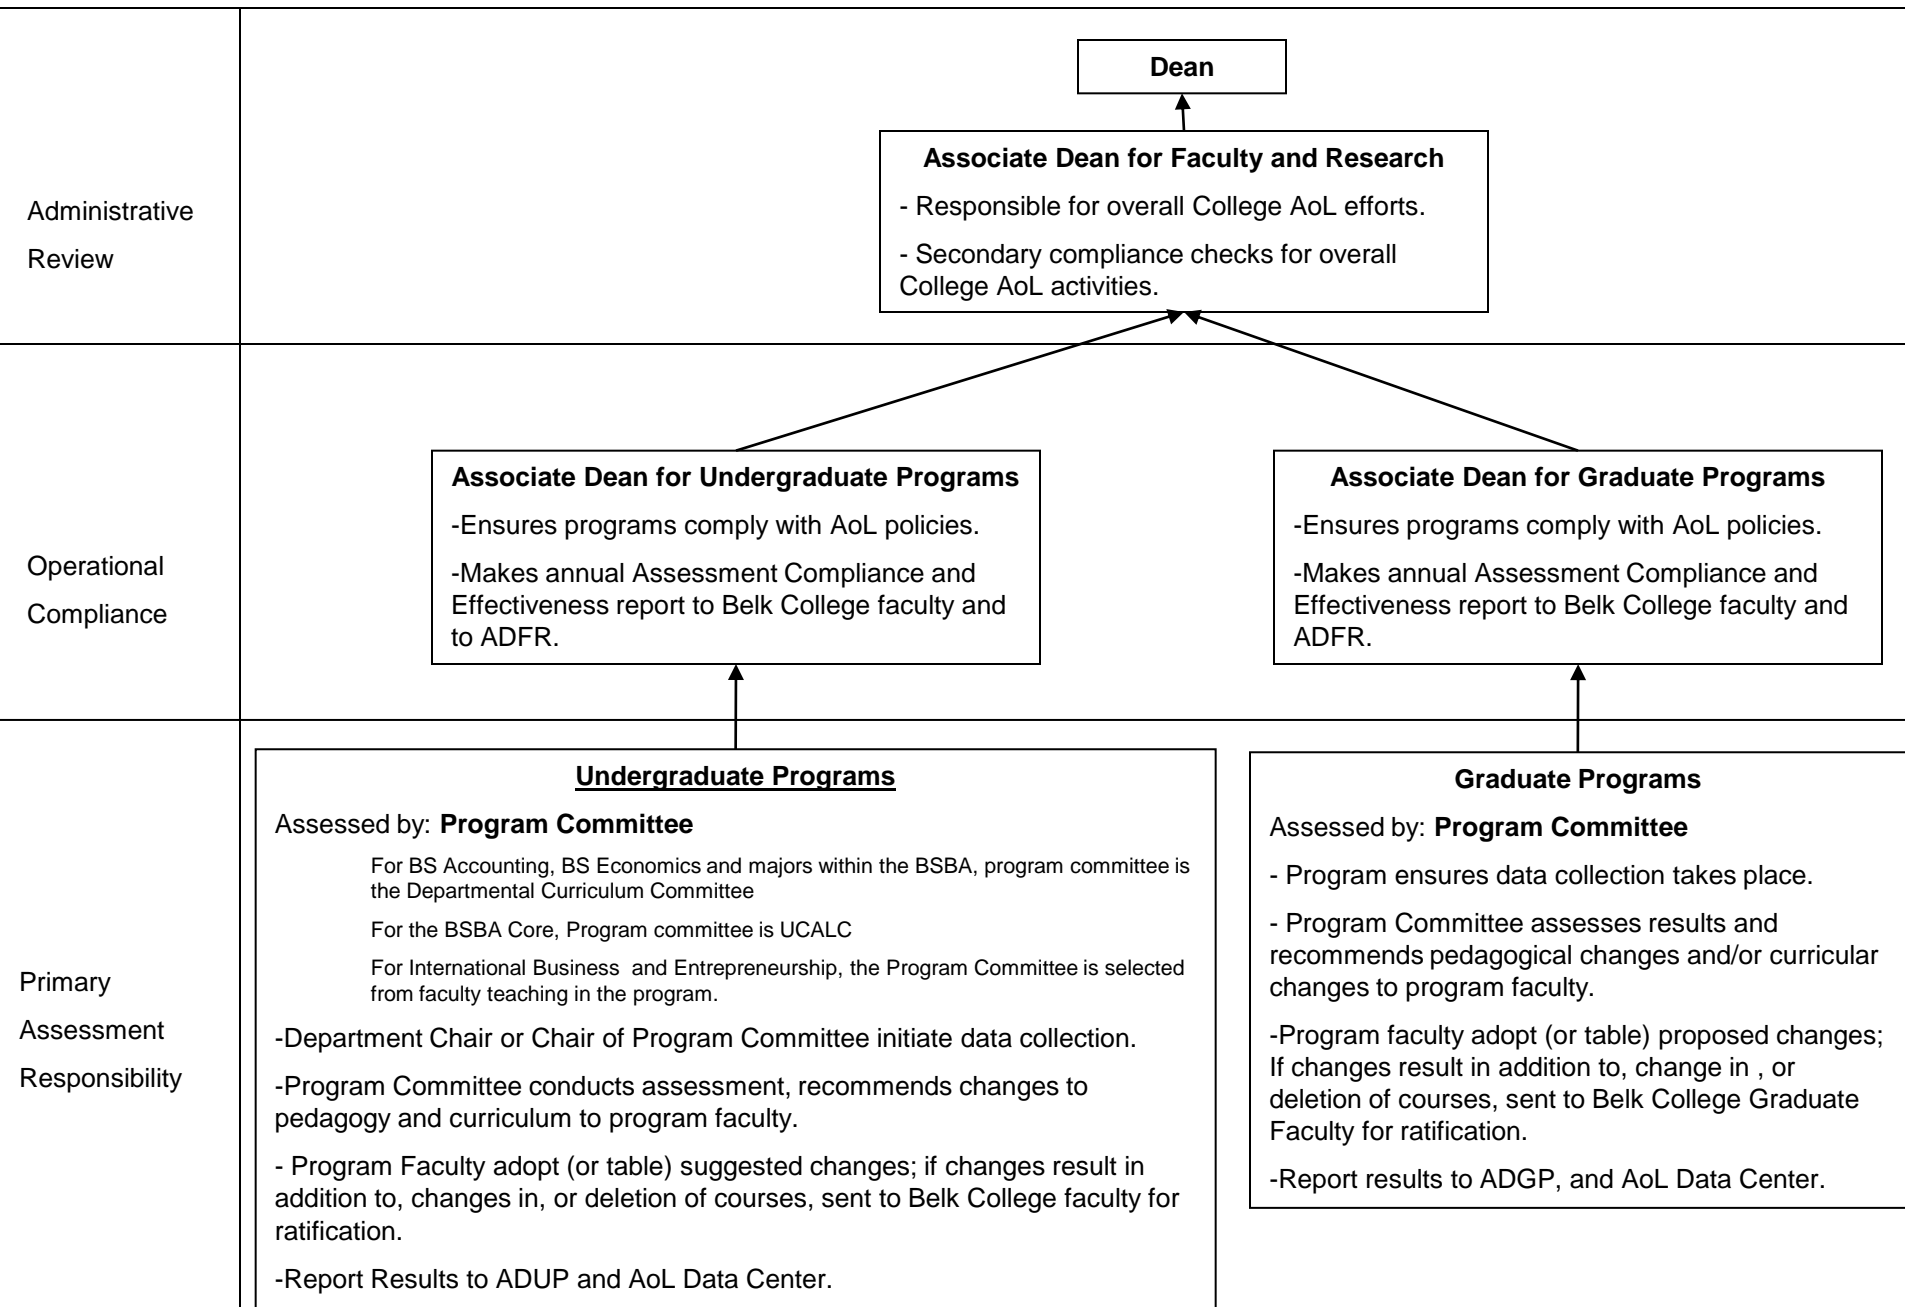 Dean
Associate Dean for Faculty and Research
- Responsible for overall College AoL efforts.
- Secondary compliance checks for overall
College AoL activities.
Administrative
Review
Associate Dean for Undergraduate Programs
-Ensures programs comply with AoL policies.
-Makes annual Assessment Compliance and
Effectiveness report to Belk College faculty and
to ADFR.
Associate Dean for Graduate Programs
-Ensures programs comply with AoL policies.
-Makes annual Assessment Compliance and
Effectiveness report to Belk College faculty and
ADFR.
Operational
Compliance
Undergraduate Programs
Assessed by: Program Committee
For BS Accounting, BS Economics and majors within the BSBA, program committee is
the Departmental Curriculum Committee
For the BSBA Core, Program committee is UCALC
For International Business  and Entrepreneurship, the Program Committee is selected
from faculty teaching in the program.
-Department Chair or Chair of Program Committee initiate data collection.
-Program Committee conducts assessment, recommends changes to
pedagogy and curriculum to program faculty.
- Program Faculty adopt (or table) suggested changes; if changes result in
addition to, changes in, or deletion of courses, sent to Belk College faculty for
ratification.
-Report Results to ADUP and AoL Data Center.
Graduate Programs
Assessed by: Program Committee
- Program ensures data collection takes place.
- Program Committee assesses results and
recommends pedagogical changes and/or curricular
changes to program faculty.
-Program faculty adopt (or table) proposed changes;
If changes result in addition to, change in , or
deletion of courses, sent to Belk College Graduate
Faculty for ratification.
-Report results to ADGP, and AoL Data Center.
Primary
Assessment
Responsibility